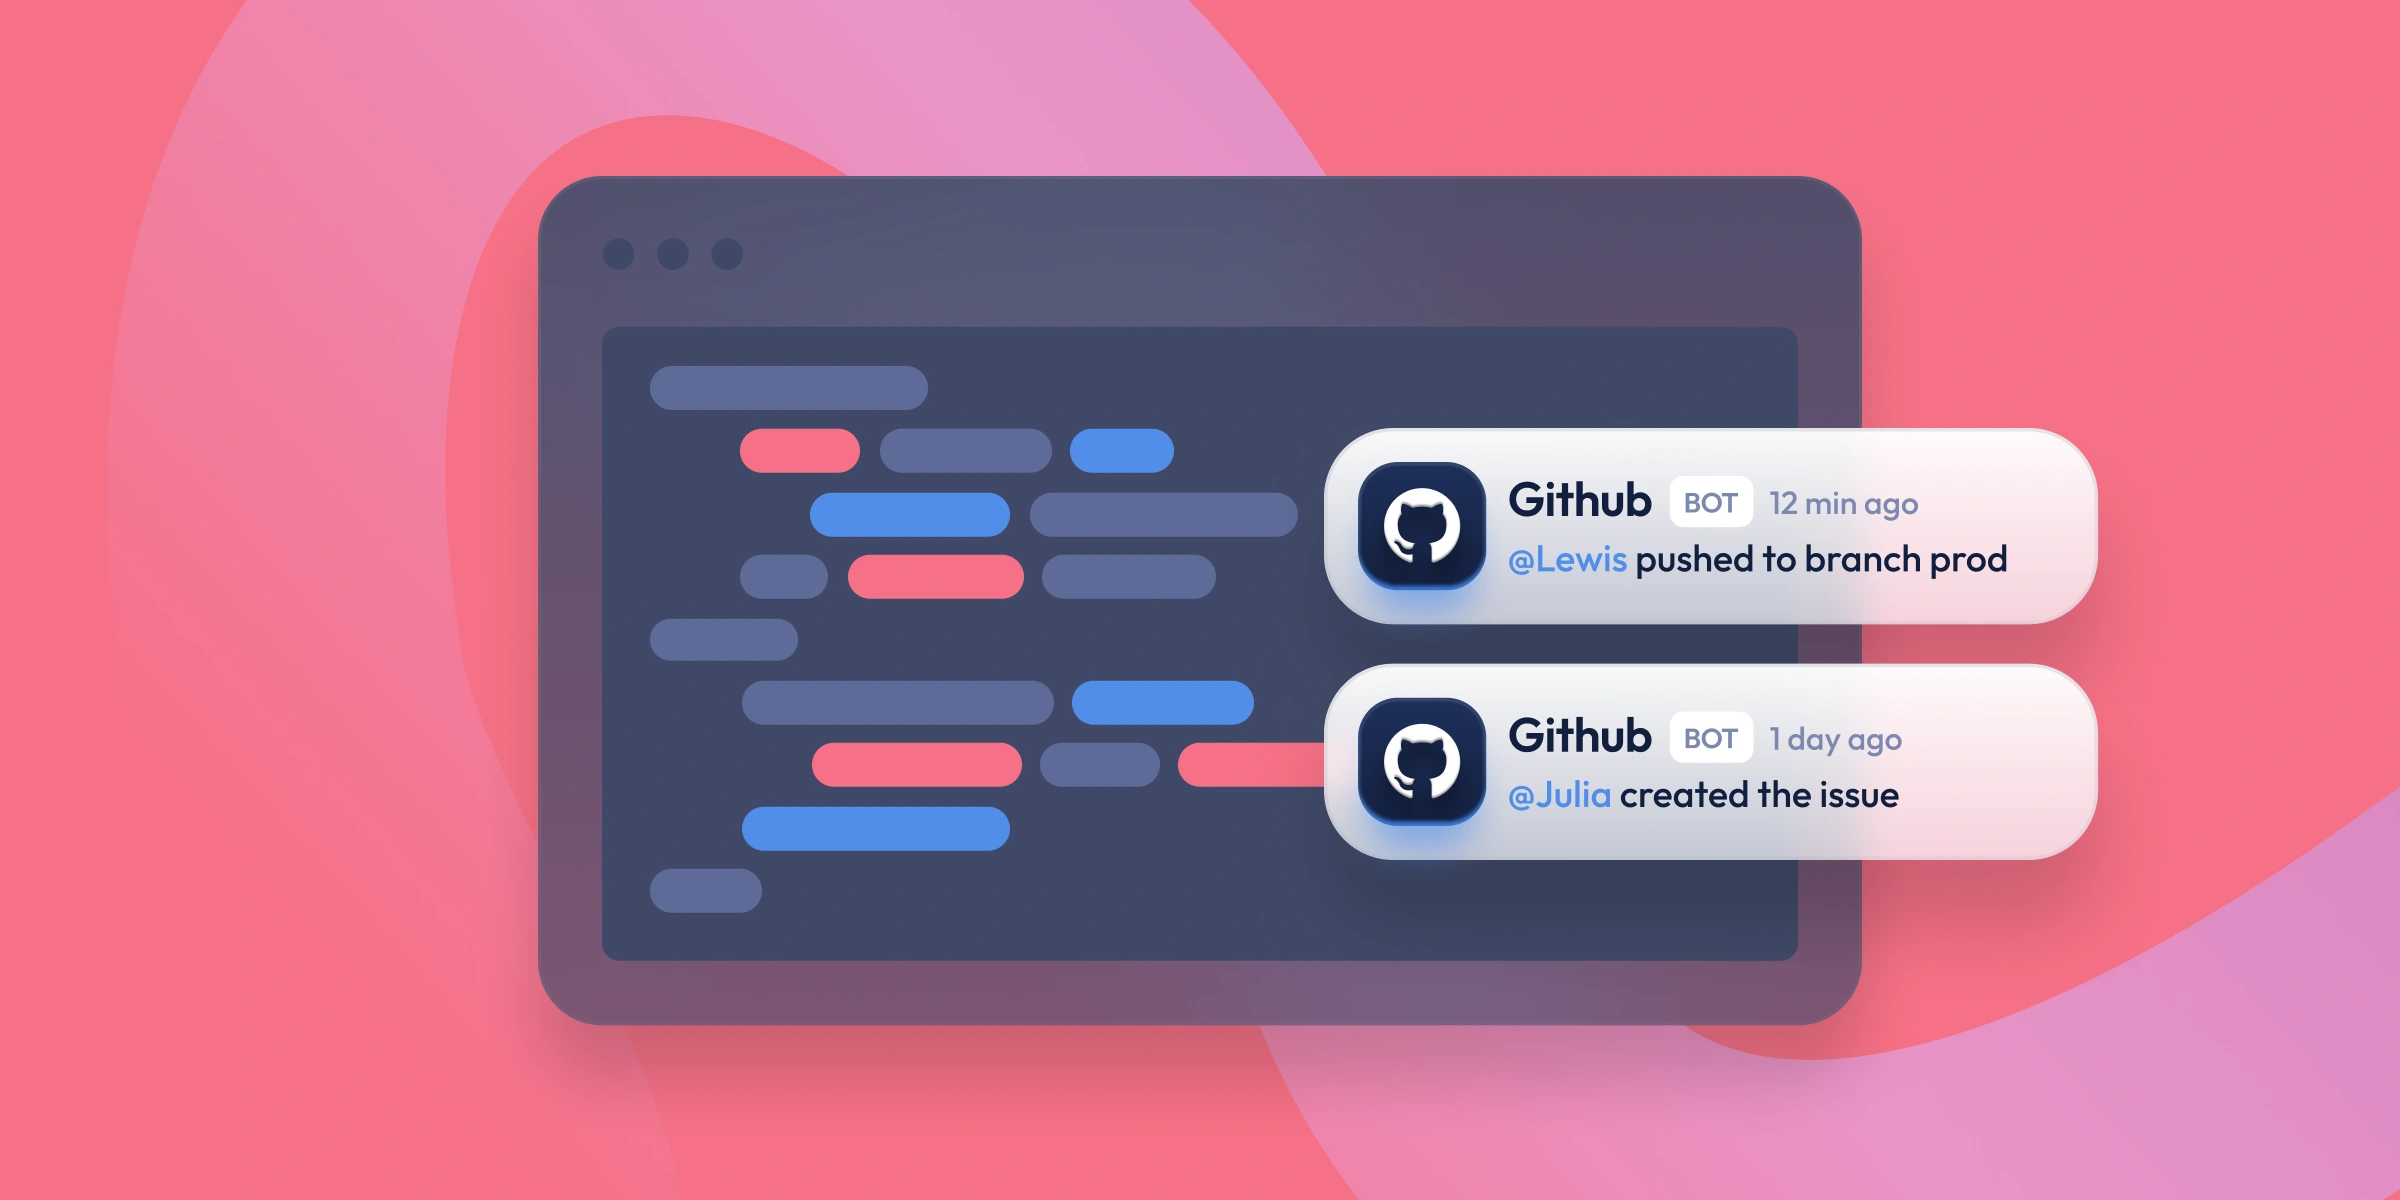 Github BOT 12 min ago
@Lewis pushed to branch prod
Github BOT 1 day ago
@Julia created the issue